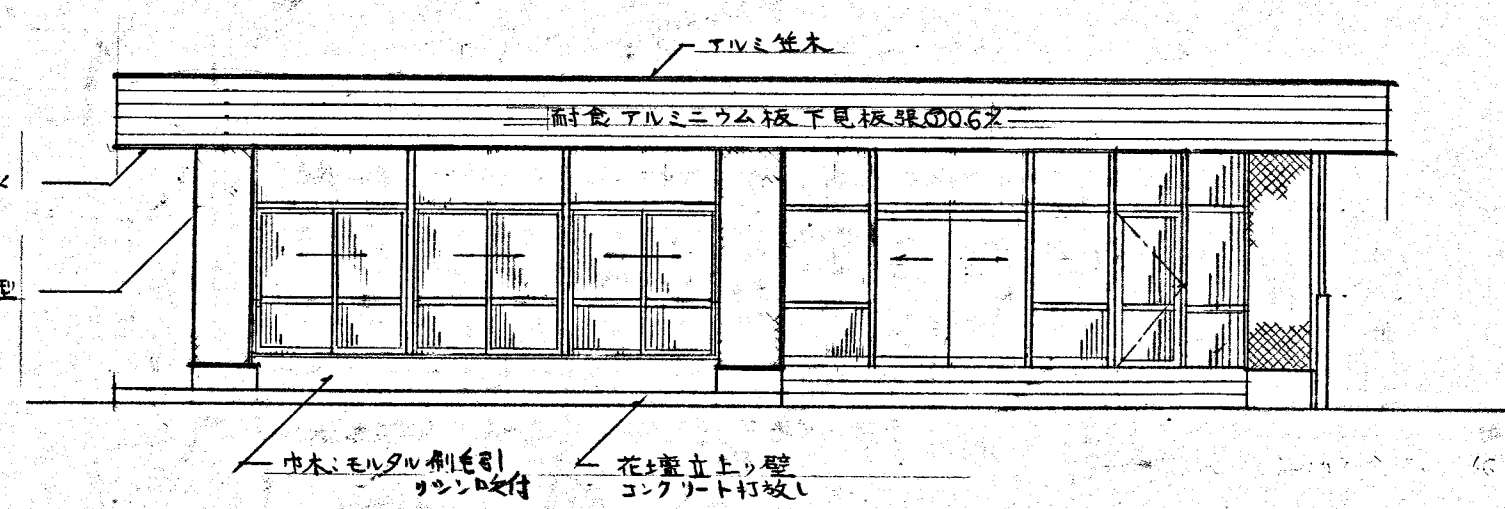 アルミ笠木
耐食アルミニウム板下見板張⑦0.6%
型
巾木:モルタル刷毛引
リシン吹付
花壇立上り壁
コンクリート打放し